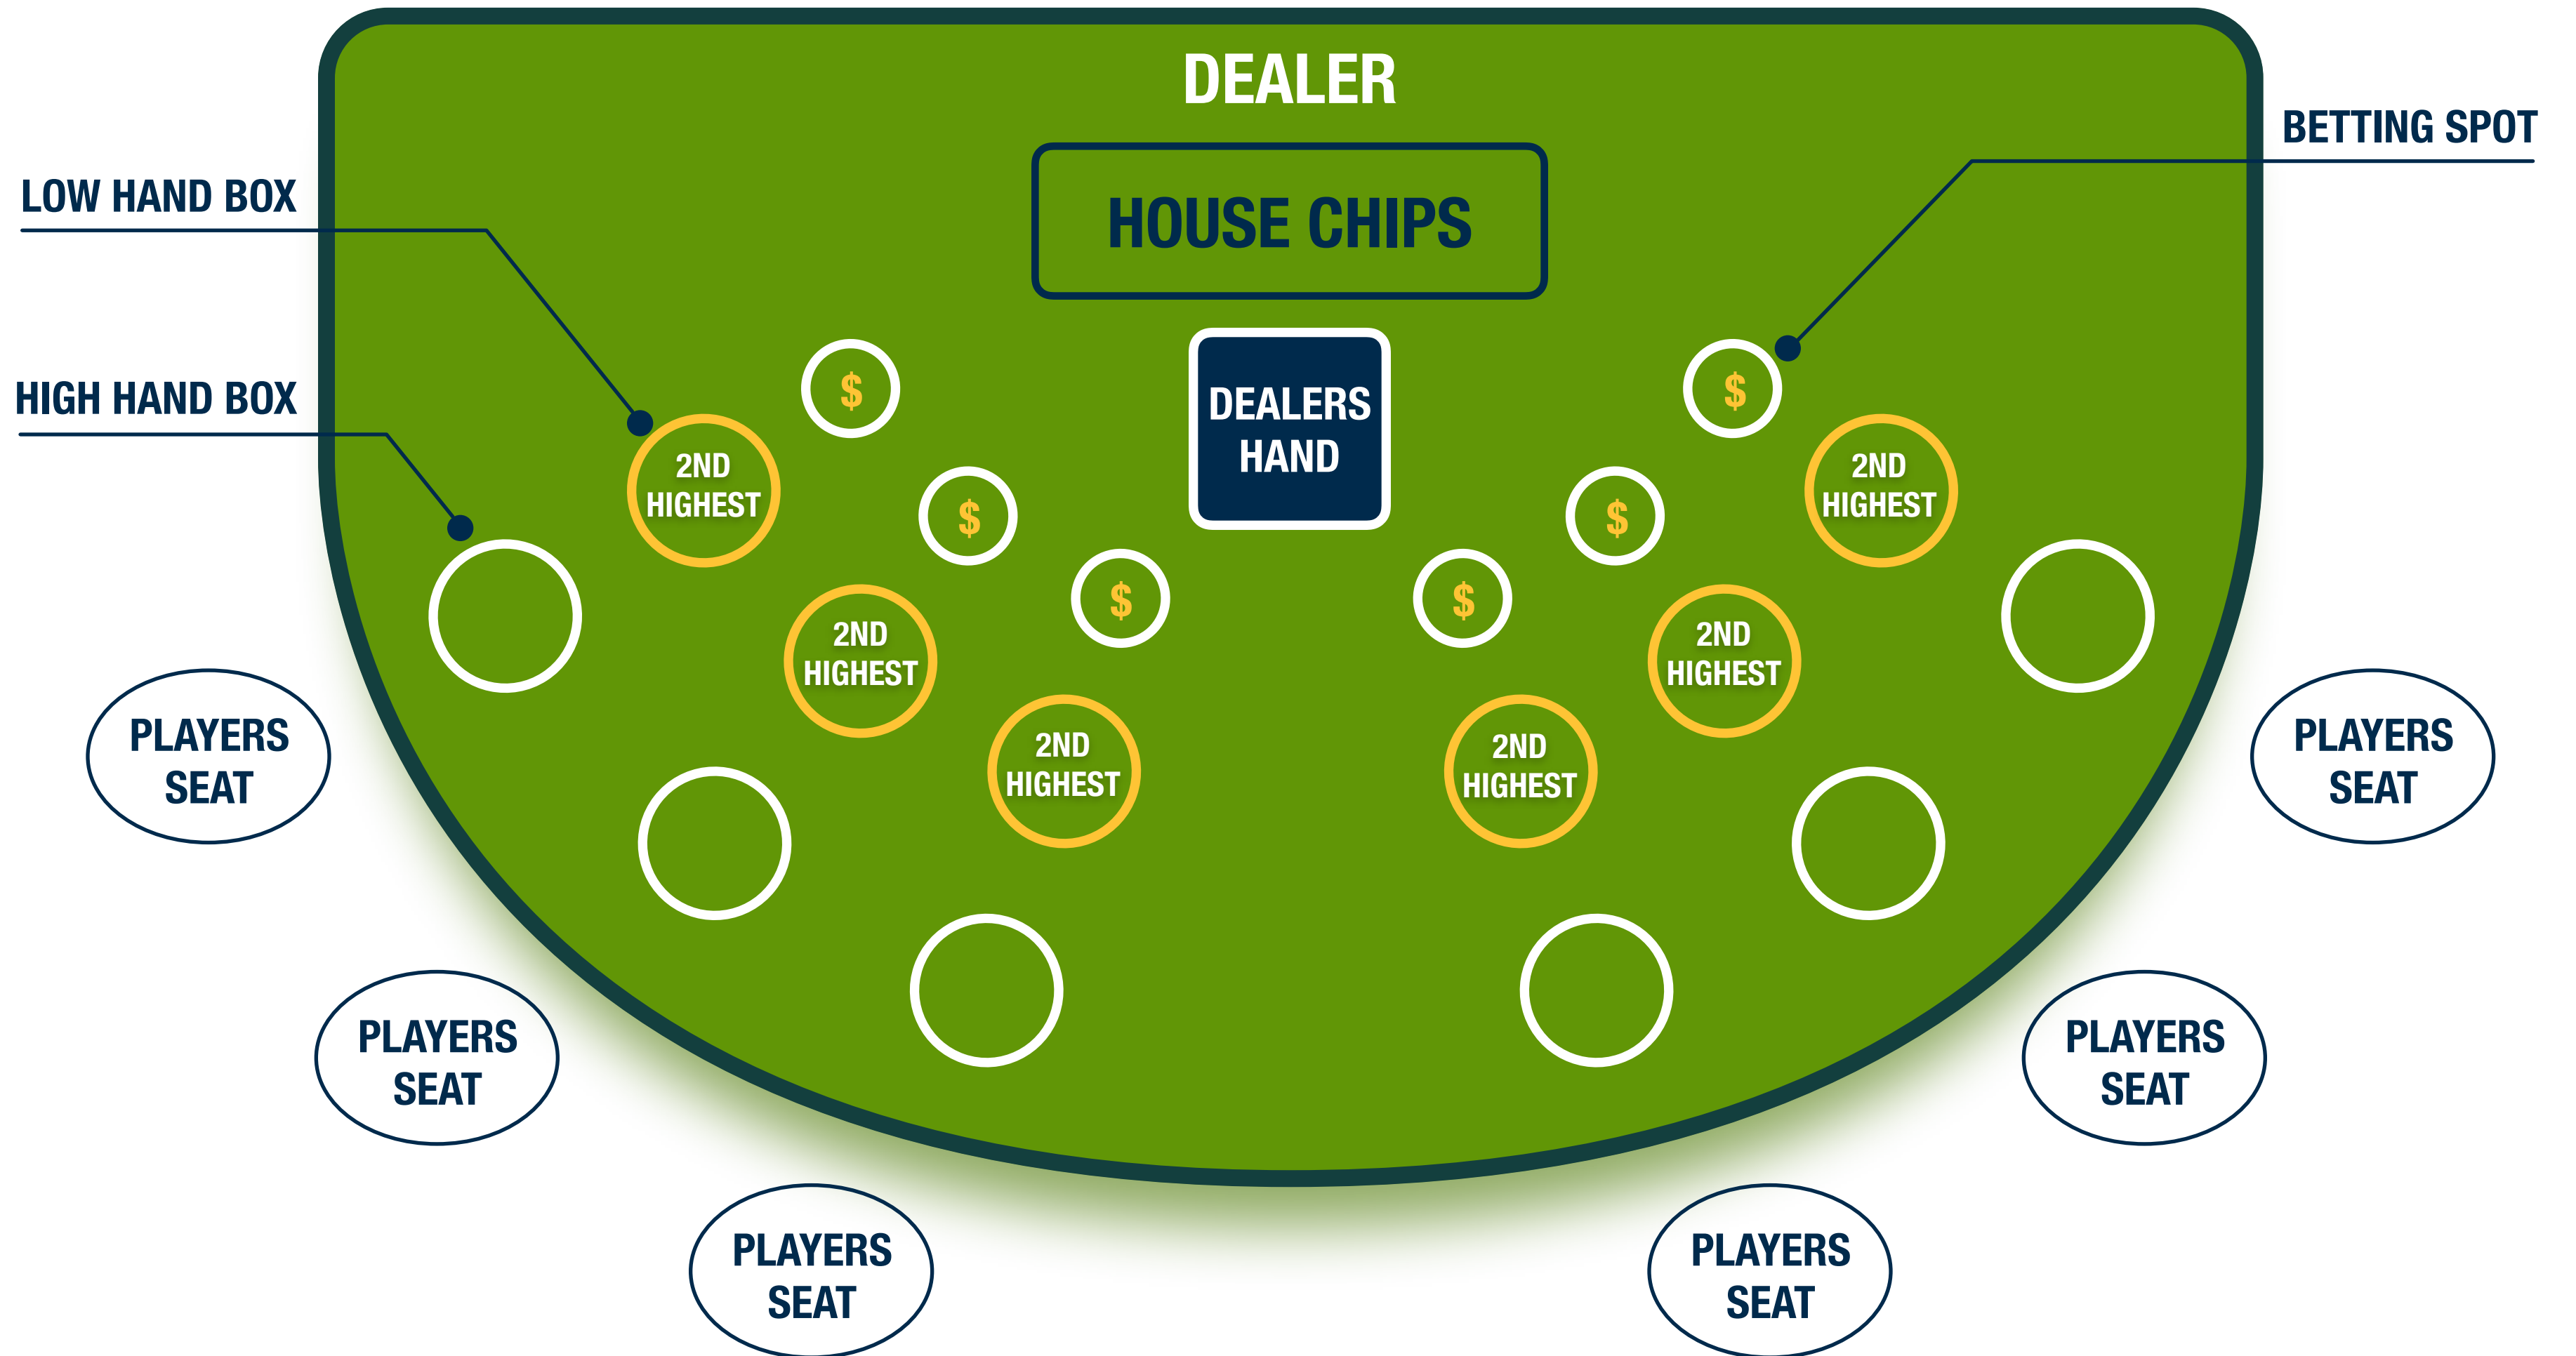 DEALER
BETTING SPOT
LOW HAND BOX
HOUSE CHIPS
HIGH HAND BOX
$
$
DEALERS
HAND
2ND
HIGHEST
2ND
HIGHEST
$
$
$
$
2ND
HIGHEST
2ND
HIGHEST
2ND
HIGHEST
2ND
HIGHEST
PLAYERS
SEAT
PLAYERS
SEAT
PLAYERS
SEAT
PLAYERS
SEAT
PLAYERS
SEAT
PLAYERS
SEAT